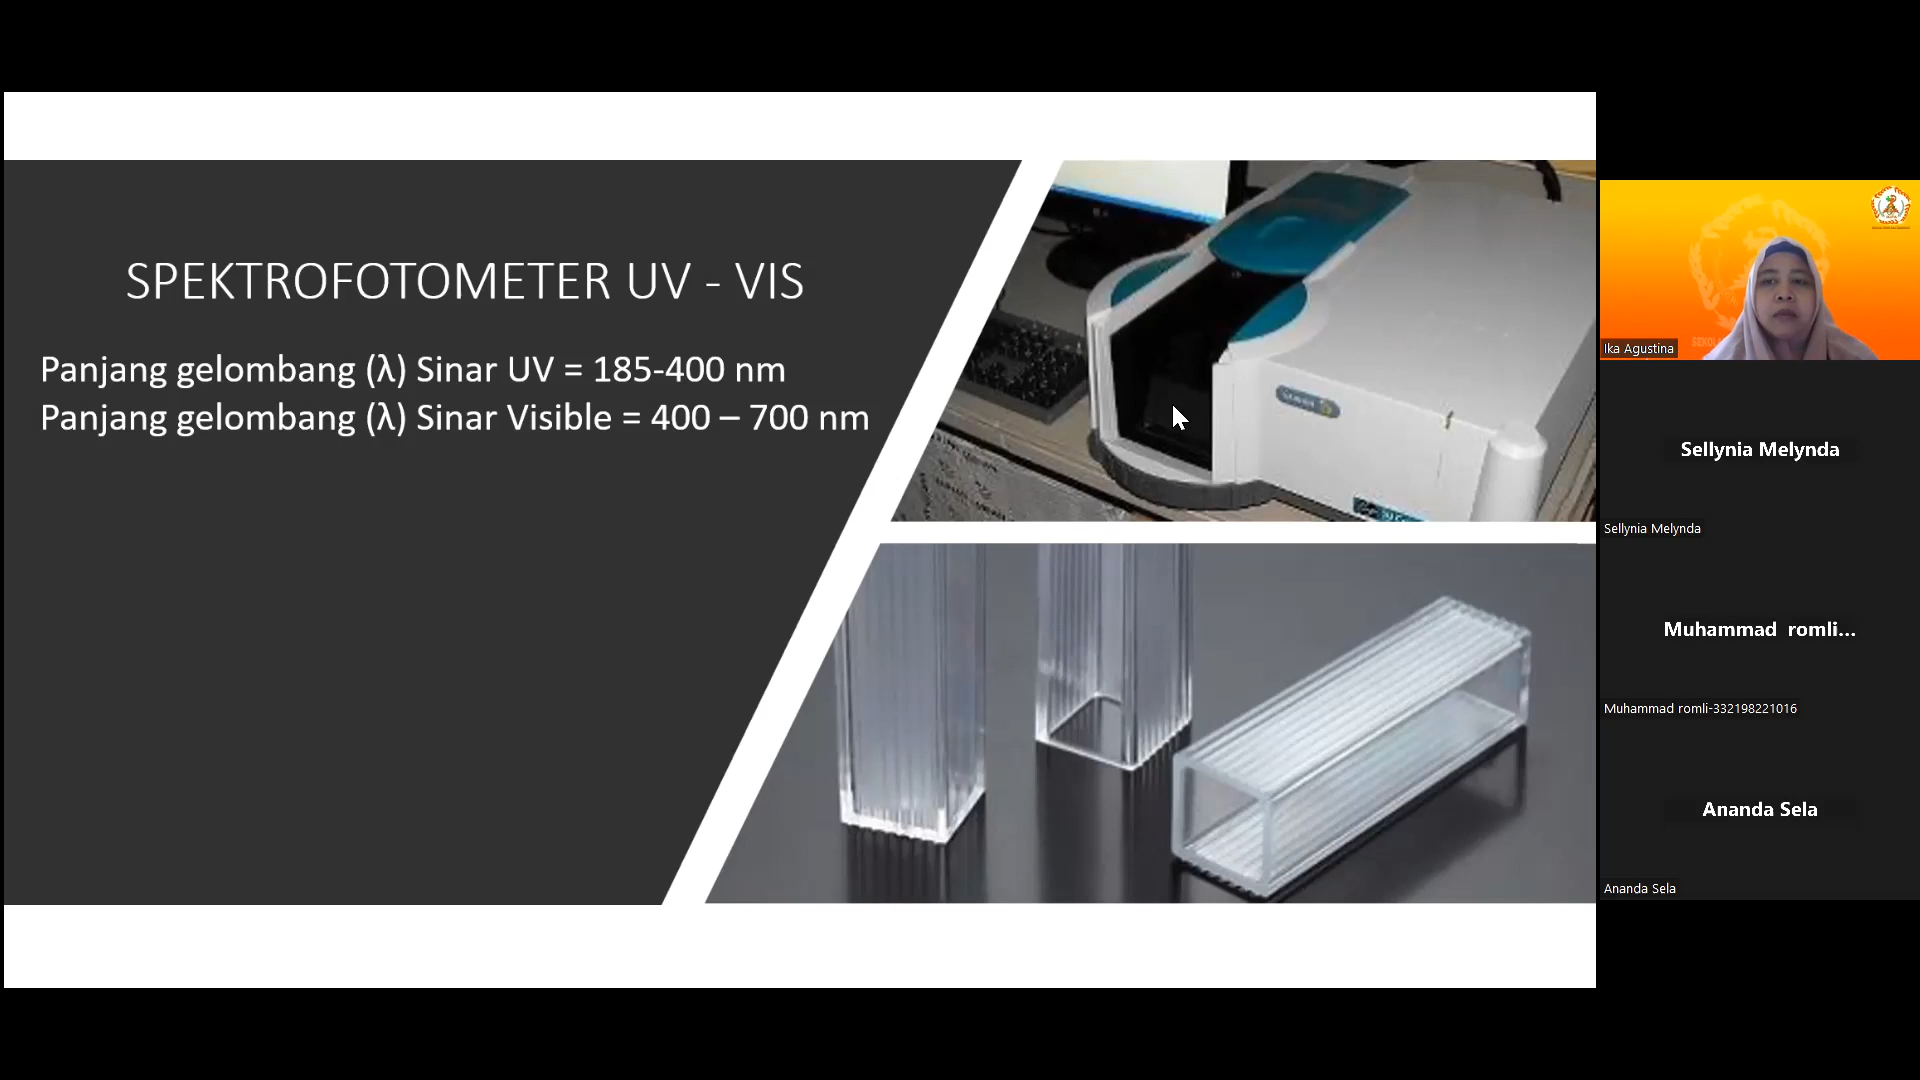 SPEKTROFOTOMETER UV - VIS
Panjang gelombang (λ) Sinar UV = 185-400 nm
Panjang gelombang (λ) Sinar Visible = 400 – 700 nm
Ika Agustina
Sellynia Melynda
Sellynia Melynda
Muhammad romli...
Muhammad romli-332198221016
Ananda Sela
Ananda Sela